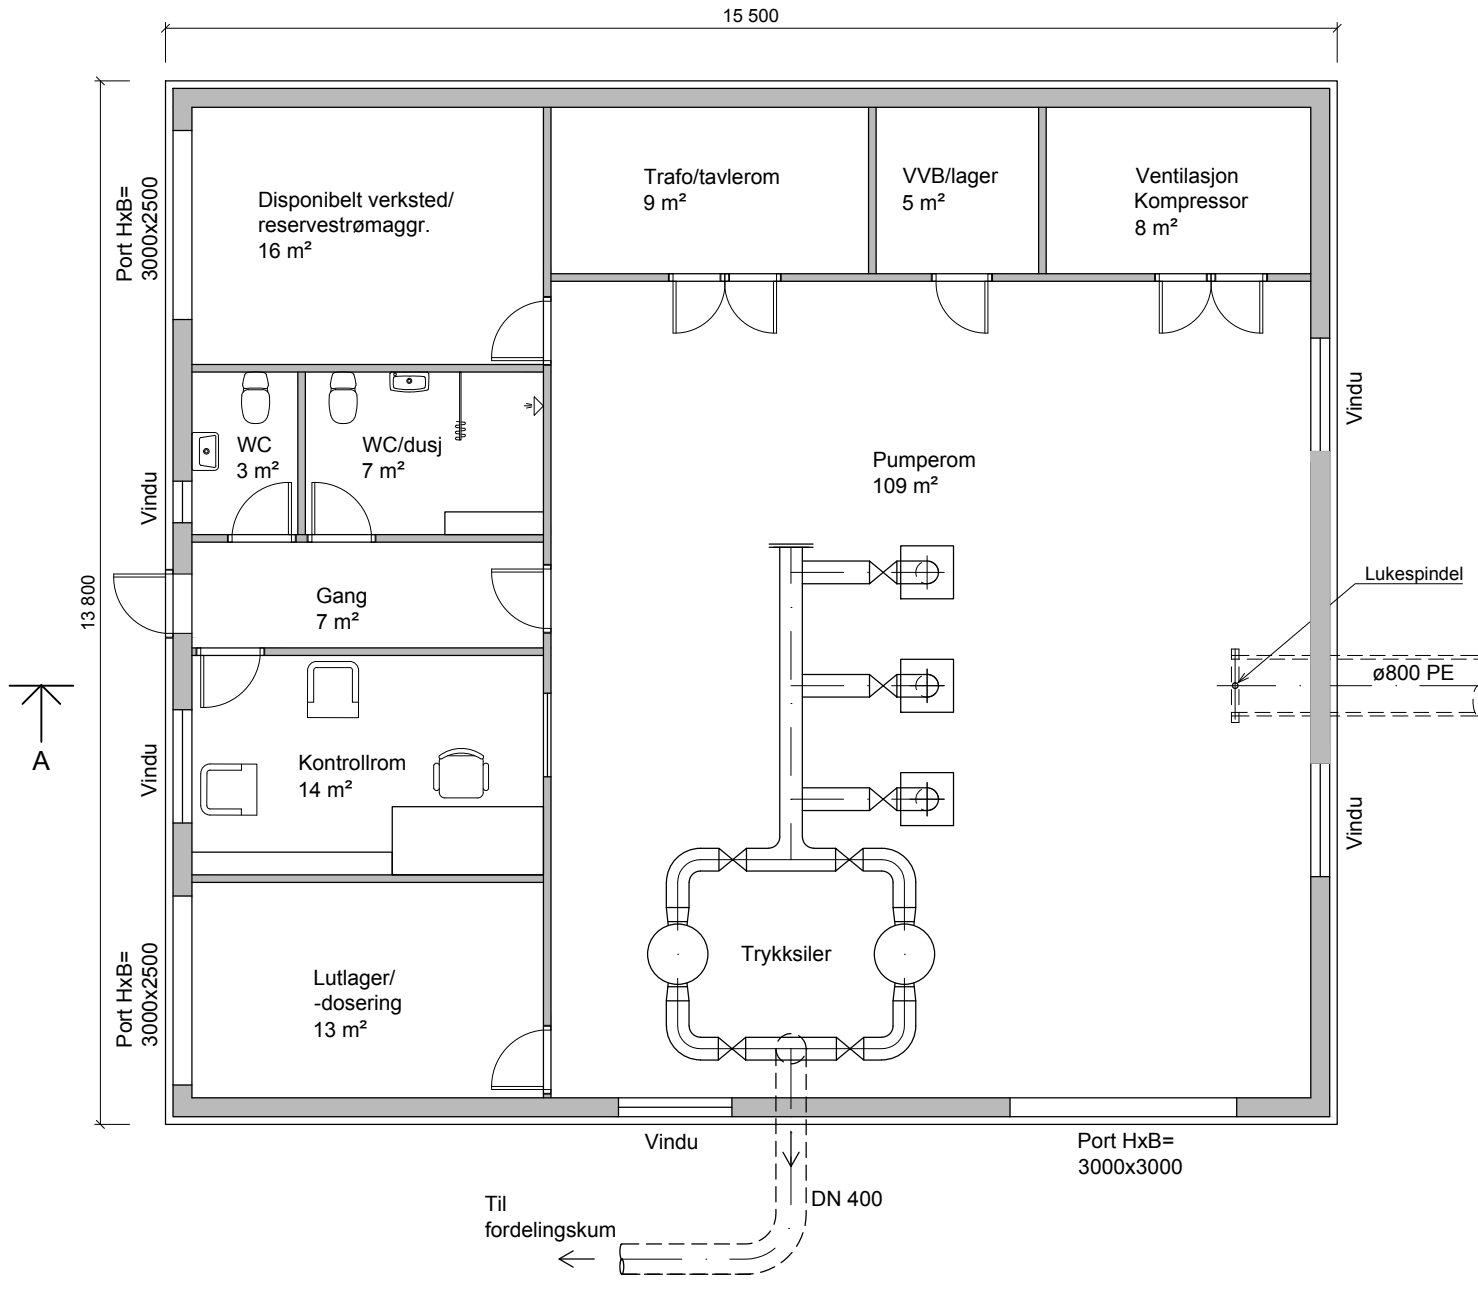 15 500
13 800
Port HxB=
3000x2500
Disponibelt verksted/
reservestrømaggr.
16 m²
Trafo/tavlerom
9 m²
VVB/lager
5 m²
Ventilasjon
Kompressor
8 m²
Vindu
WC
3 m²
WC/dusj
7 m²
Vindu
Pumperom
109 m²
Gang
7 m²
Lukespindel
ø800 PE
A
Kontrollrom
14 m²
Vindu
Vindu
Port HxB=
3000x2500
Lutlager/
-dosering
13 m²
Trykksiler
Vindu
Port HxB=
3000x3000
DN 400
Til
fordelingskum